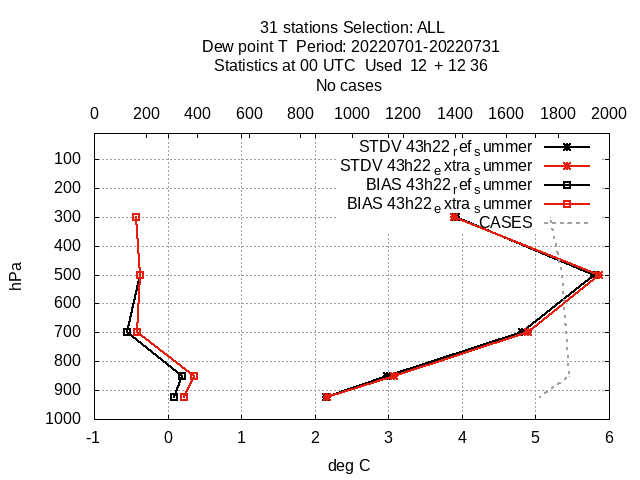 31 stations Selection: ALL
Dew point T  Period: 20220701-20220731
Statistics at 00 UTC  Used  12 + 12 36
No cases
0 200 400 600 800 1000 1200 1400 1600 1800 2000
STDV 43h22_ref_summer
STDV 43h22_extra_summer
BIAS 43h22_ref_summer
BIAS 43h22_extra_summer
CASES
100
200
300
400
500
600
700
800
900
1000
hPa
-1 0 1 2 3 4 5 6
deg C